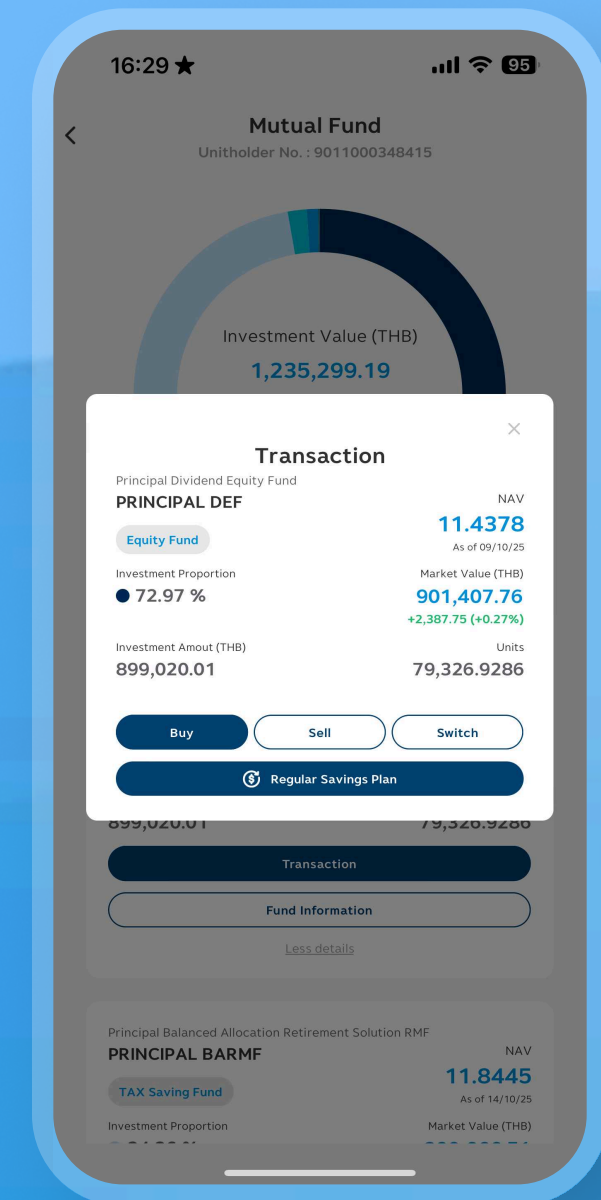 16:29
95
Mutual Fund
Unitholder No. : 9011000348415
Investment Value (THB)
1,235,299.19
Transaction
Principal Dividend Equity Fund
PRINCIPAL DEF
NAV
11.4378
Equity Fund
As of 09/10/25
Investment Proportion
Market Value (THB)
72.97 %
901,407.76
+2,387.75 (+0.27%)
Investment Amout (THB)
Units
899,020.01
79,326.9286
Buy
Sell
Switch
Regular Savings Plan
899,020.01
79,326.9286
Transaction
Fund Information
Less details
Principal Balanced Allocation Retirement Solution RMF
PRINCIPAL BARMF
NAV
11.8445
TAX Saving Fund
As of 14/10/25
Investment Proportion
Market Value (THB)